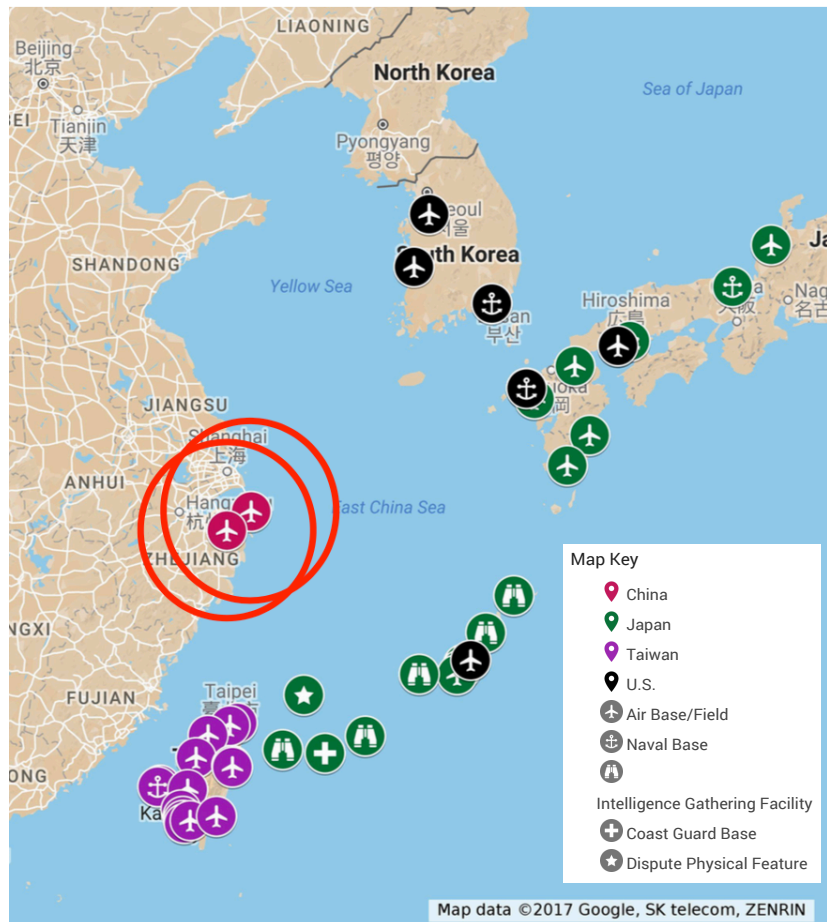 LIAONING
Beijing
北京
North Korea
Sea of Japan
Tianjin
天津
Pyongyang
평양
South Korea
SHANDONG
Yellow Sea
Hiroshima
広島
부산
JIANGSU
Shanghai
上海
ANHUI
East China Sea
ZHEJIANG
FUJIAN
Taipei
Map Key
China
Japan
Taiwan
U.S.
Air Base/Field
Naval Base
Intelligence Gathering Facility
Coast Guard Base
Dispute Physical Feature
Map data ©2017 Google, SK telecom, ZENRIN